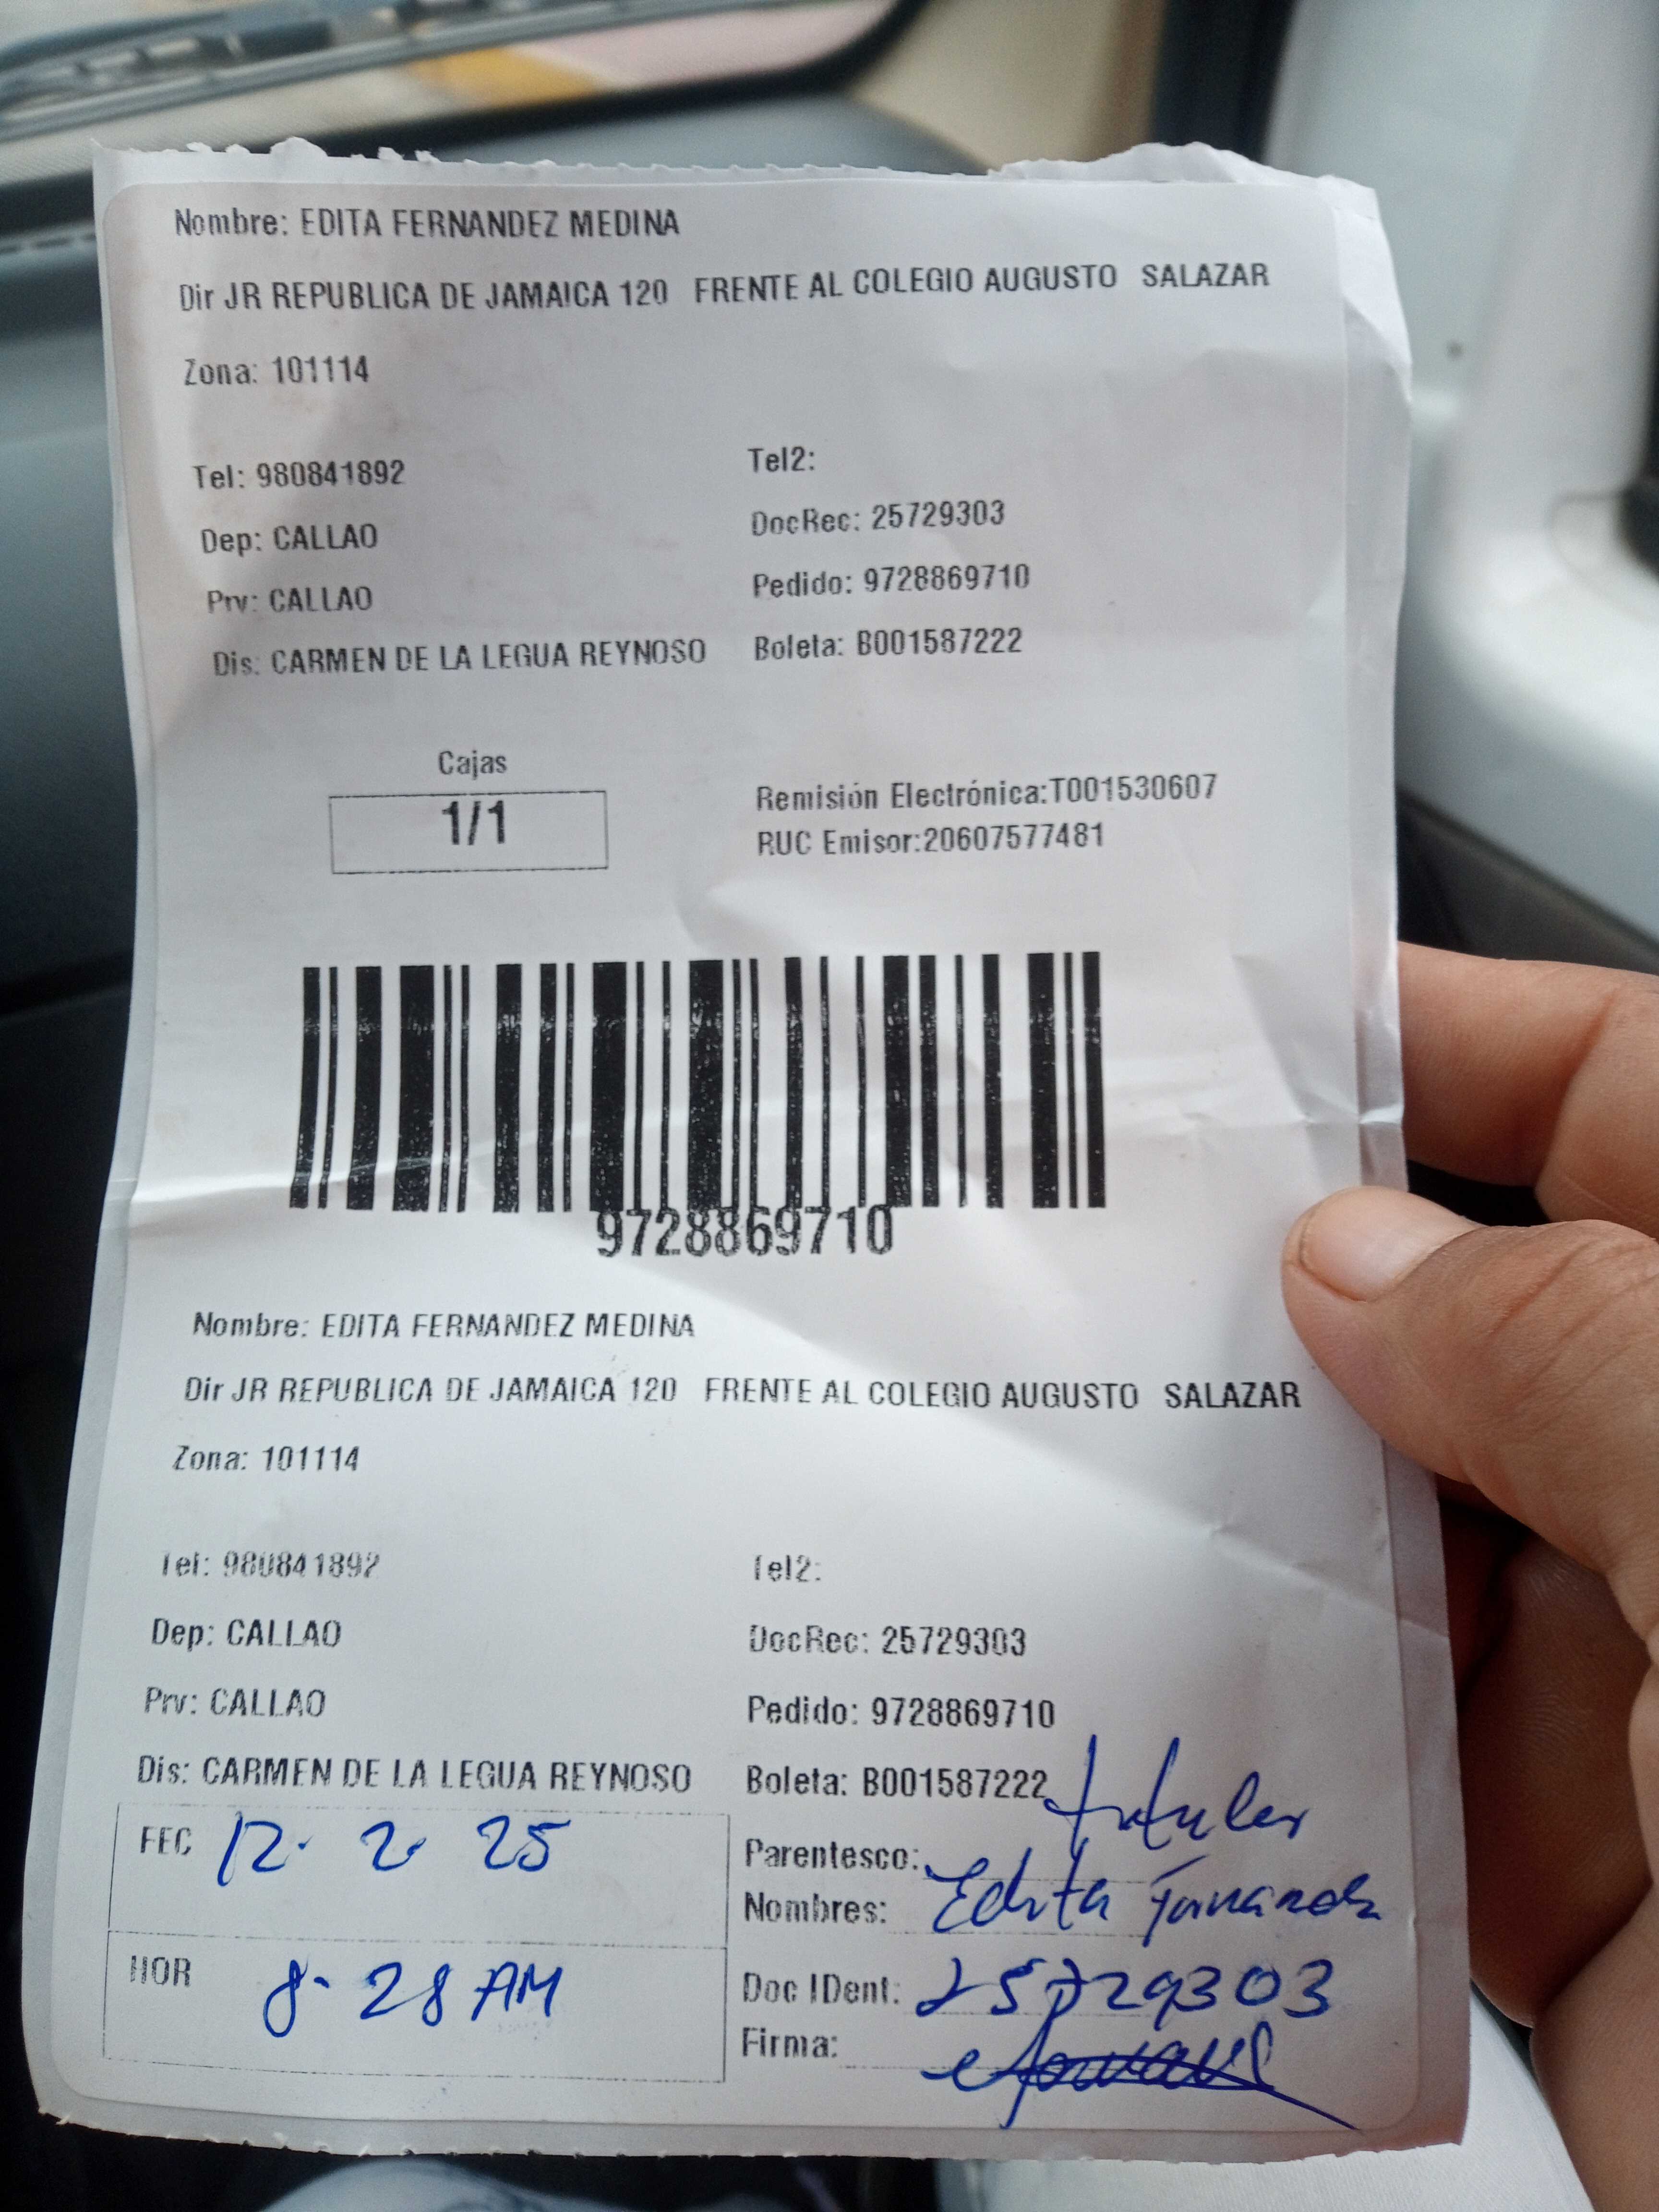 Nombre: EDITA FERNANDEZ MEDINA
Dir JR REPUBLICA DE JAMAICA 120 FRENTE AL COLEGIO AUGUSTO SALAZAR
Zona: 101114
Tel: 980841892 Tel2:
Dep: CALLAO DocRec: 25729303
Prv: CALLAO Pedido: 9728869710
Dis: CARMEN DE LA LEGUA REYNOSO Boleta: B001587222
Cajas
1/1
Remisión Electrónica:T001530607
RUC Emisor:20607577481
9728869710
Nombre: EDITA FERNANDEZ MEDINA
Dir JR REPUBLICA DE JAMAICA 120 FRENTE AL COLEGIO AUGUSTO SALAZAR
Zona: 101114
Tel: 980841892 Tel2:
Dep: CALLAO DocRec: 25729303
Prv: CALLAO Pedido: 9728869710
Dis: CARMEN DE LA LEGUA REYNOSO Boleta: B001587222
FEC 12. 2. 25
Parentesco: titular
Nombres: Edita Fernandez
HOR 8-28 AM
Doc IDent: 25729303
Firma: